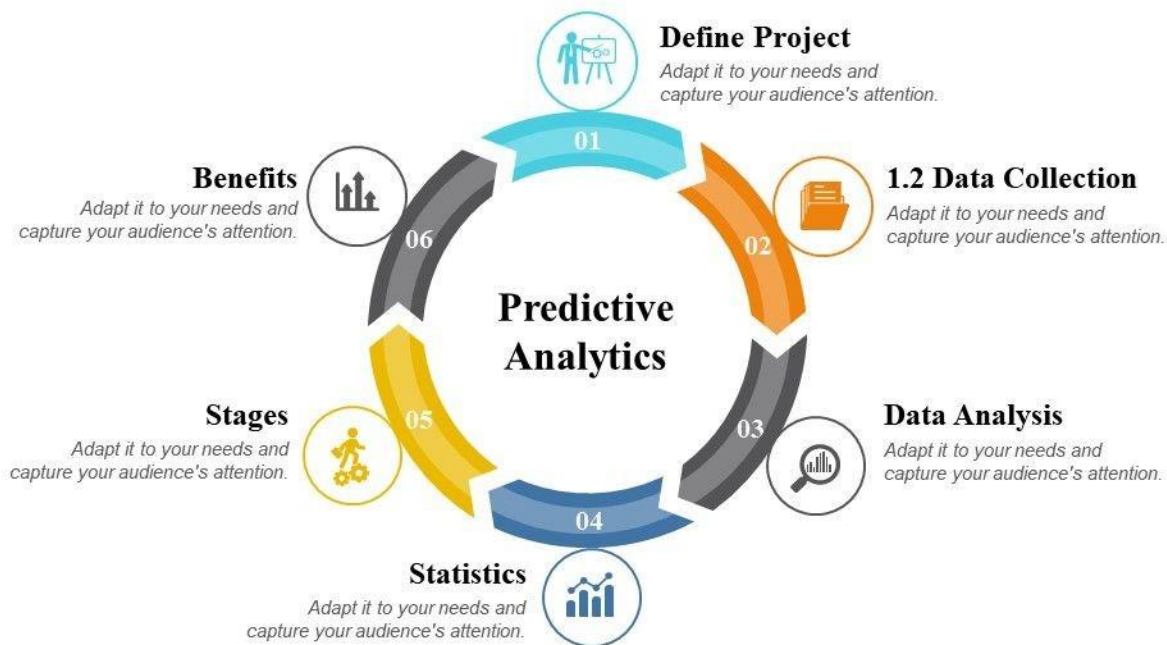 Define Project
Adapt it to your needs and
capture your audience's attention.
01
1.2 Data Collection
Adapt it to your needs and
capture your audience's attention.
02
Data Analysis
Adapt it to your needs and
capture your audience's attention.
03
Statistics
Adapt it to your needs and
capture your audience's attention.
04
Stages
Adapt it to your needs and
capture your audience's attention.
05
Benefits
Adapt it to your needs and
capture your audience's attention.
06
Predictive
Analytics